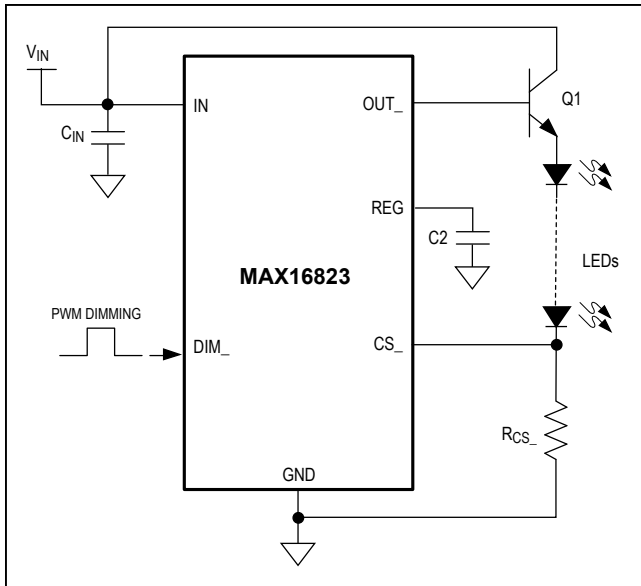 VIN
CIN
IN
OUT_
Q1
REG
C2
LEDs
MAX16823
PWM DIMMING
DIM_
CS_
RCS_
GND